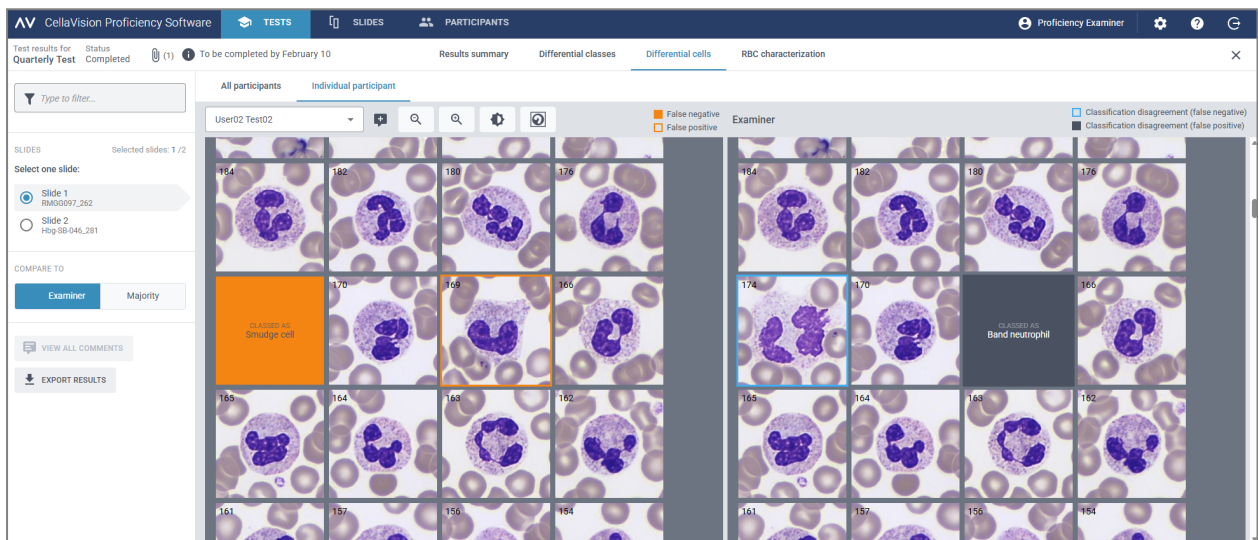 CellaVision Proficiency Software
TESTS
SLIDES
PARTICIPANTS
Proficiency Examiner
Test results for
Quarterly Test
Status
Completed
(1)
To be completed by February 10
Results summary
Differential classes
Differential cells
RBC characterization
Type to filter...
All participants
Individual participant
User02 Test02
False negative
False positive
Examiner
Classification disagreement (false negative)
Classification disagreement (false positive)
SLIDES
Selected slides: 1 /2
Select one slide:
Slide 1
RMGG097_262
Slide 2
Hbg-SB-046_281
COMPARE TO
Examiner
Majority
VIEW ALL COMMENTS
EXPORT RESULTS
184
182
180
176
CLASSED AS
Smudge cell
170
169
166
165
164
163
162
161
157
156
154
184
182
180
176
174
170
CLASSED AS
Band neutrophil
166
165
164
163
162
161
157
156
154